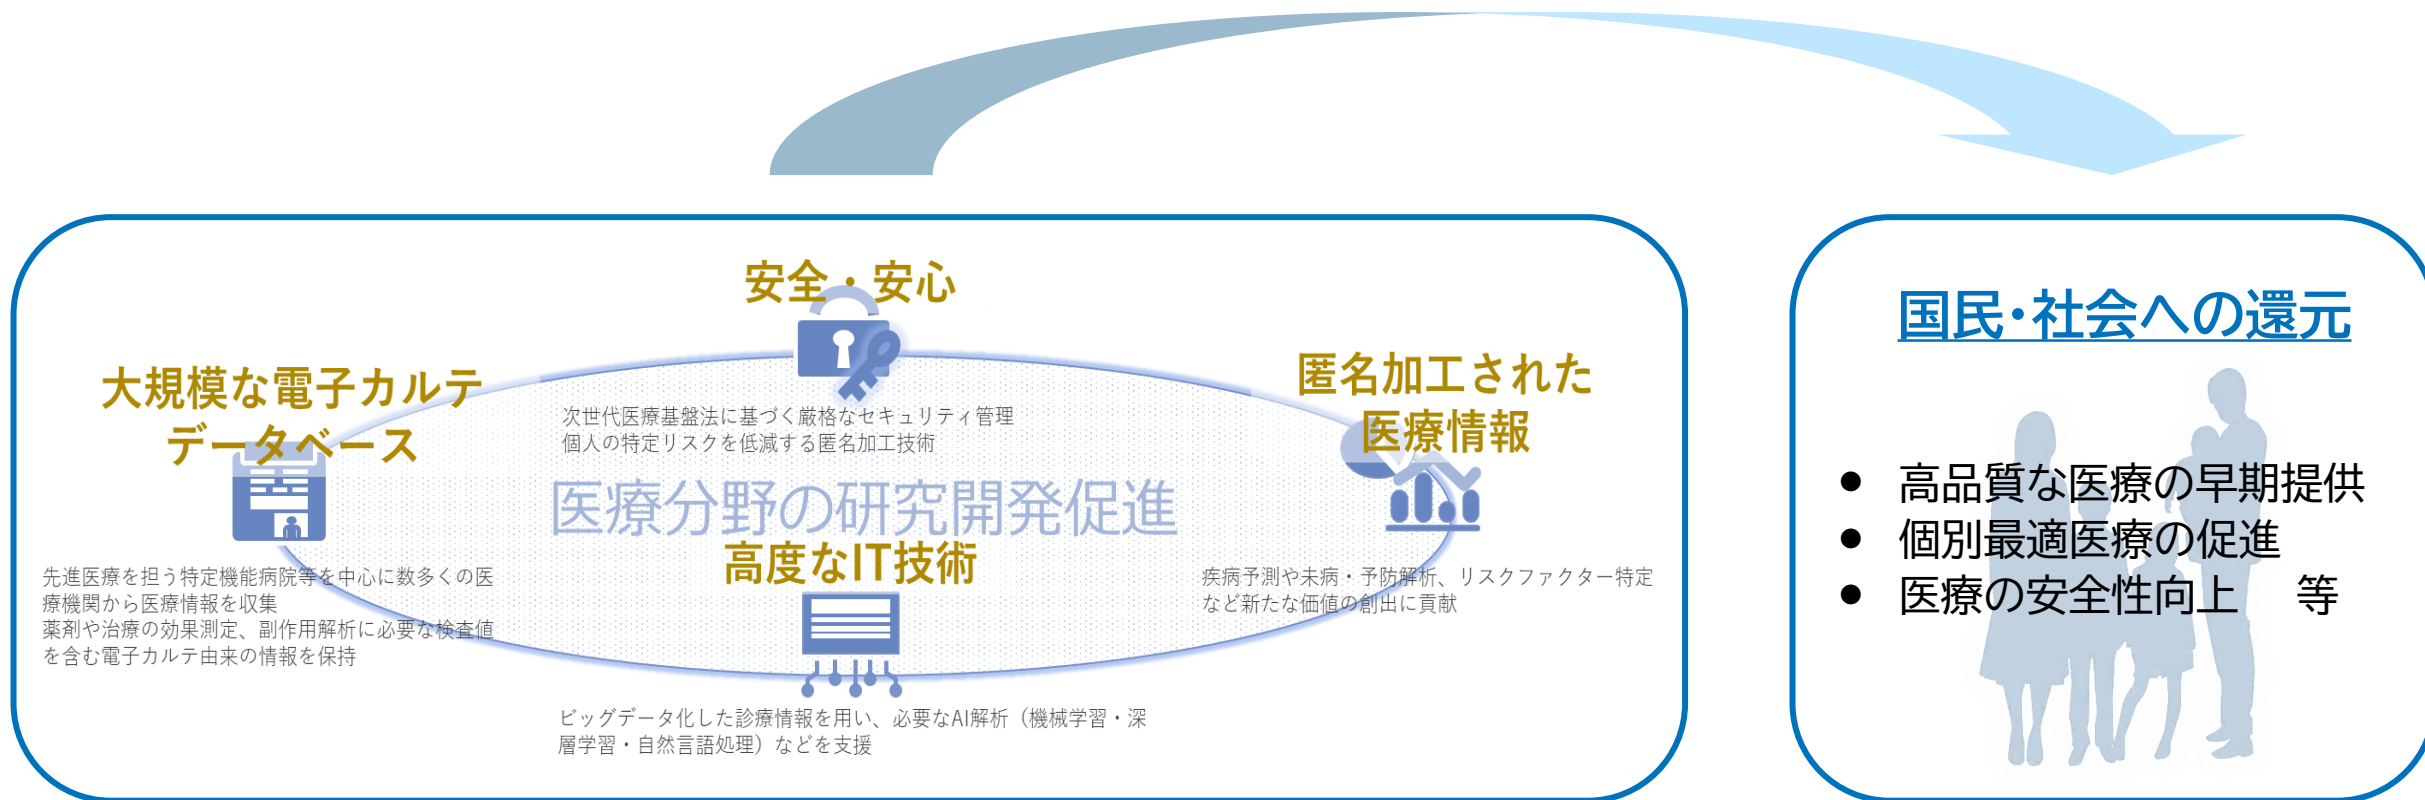 安全・安心
次世代医療基盤法に基づく厳格なセキュリティ管理
個人の特定リスクを低減する匿名加工技術
大規模な電子カルテ
データベース
先進医療を担う特定機能病院等を中心に数多くの医
療機関から医療情報を収集
薬剤や治療の効果測定、副作用解析に必要な検査値
を含む電子カルテ由来の情報を保持
医療分野の研究開発促進
高度なIT技術
ビッグデータ化した診療情報を用い、必要なAI解析（機械学習・深
層学習・自然言語処理）などを支援
匿名加工された
医療情報
疾病予測や未病・予防解析、リスクファクター特定
など新たな価値の創出に貢献
国民・社会への還元
● 高品質な医療の早期提供
● 個別最適医療の促進
● 医療の安全性向上　等